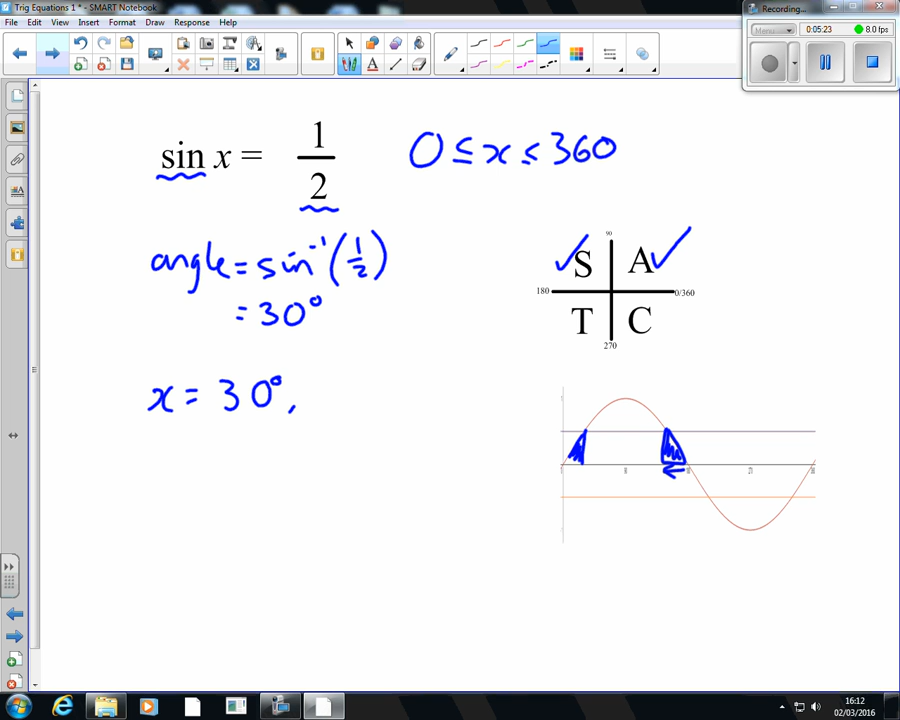 Trig Equations 1 * - SMART Notebook
Recording...
File Edit View Insert Format Draw Response Help
Menu
0:05:23
8.0 fps
sin x = 1/2
0 ≤ x ≤ 360
angle = sin⁻¹(1/2)
= 30°
x = 30°,
90
S A
180 0/360
T C
270
16:12
02/03/2016